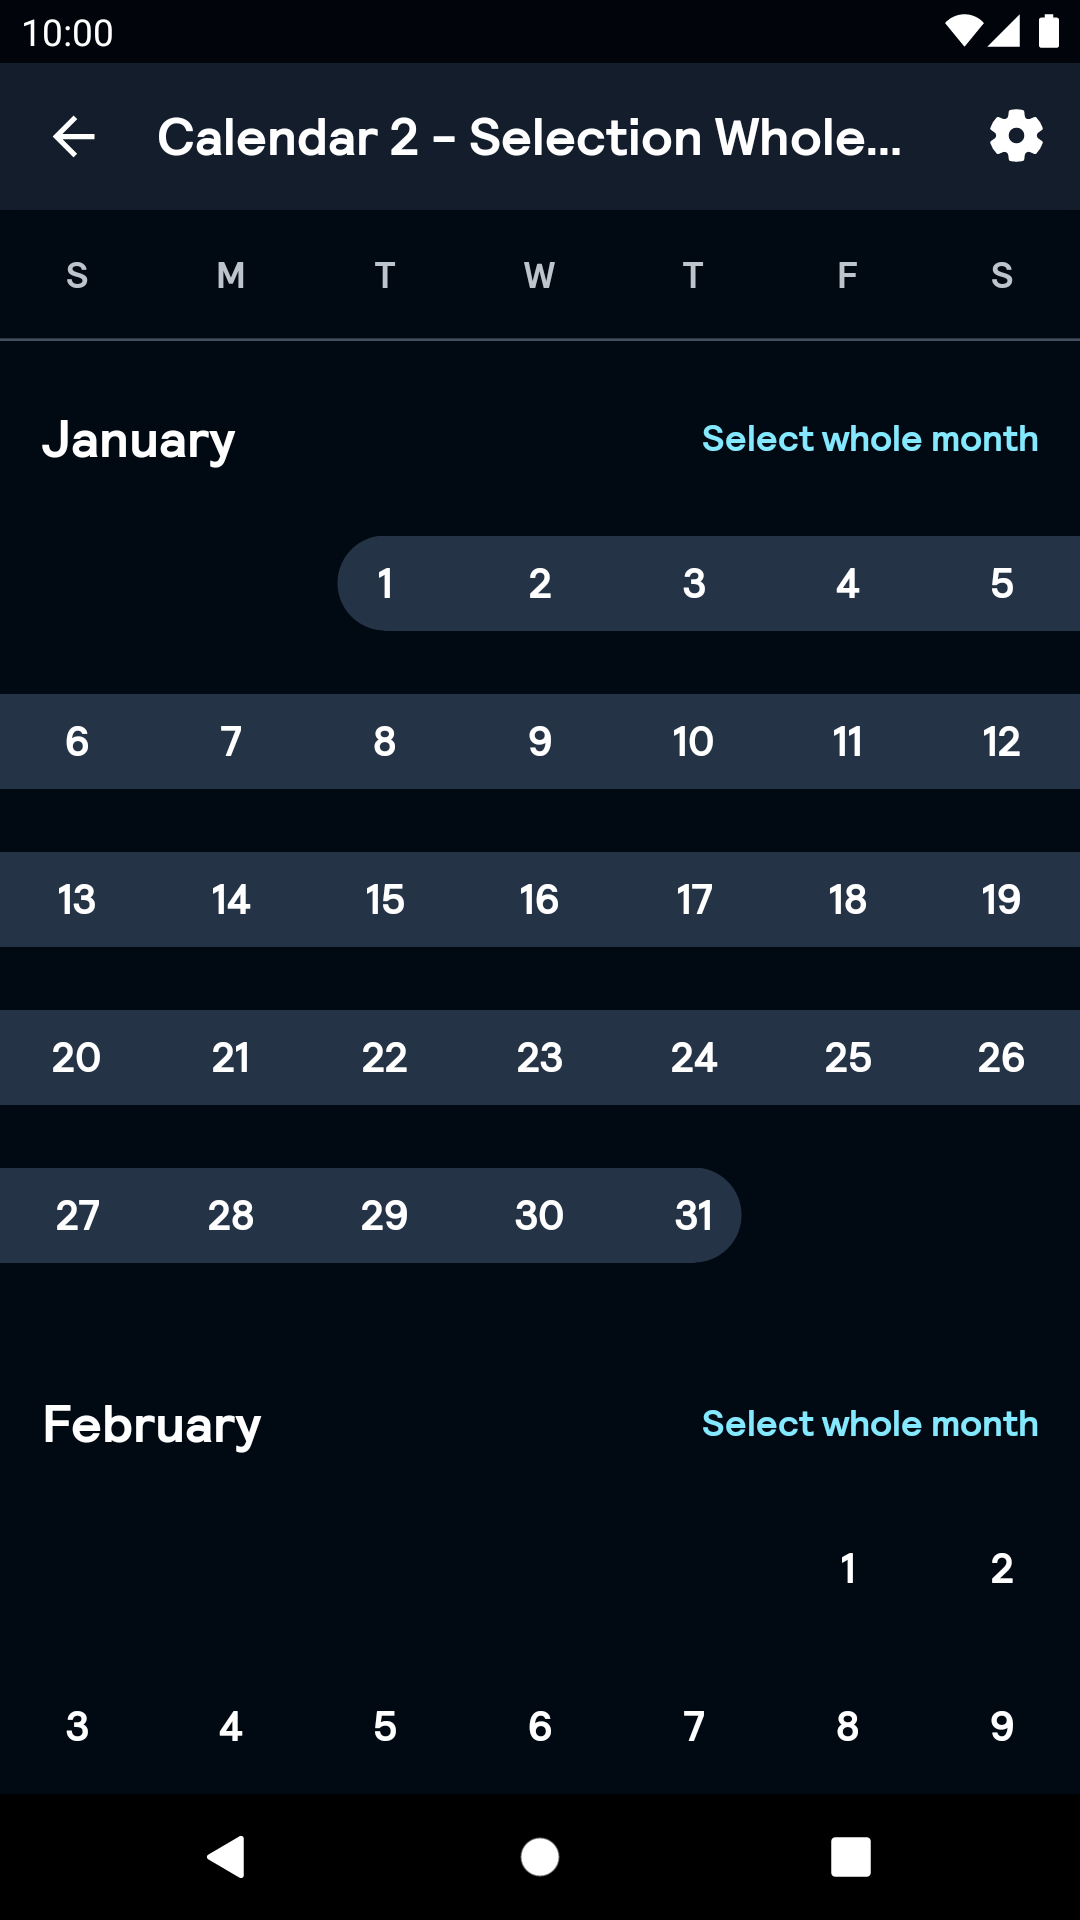 10:00
Calendar 2 - Selection Whole...
S M T W T F S
January Select whole month
1 2 3 4 5
6 7 8 9 10 11 12
13 14 15 16 17 18 19
20 21 22 23 24 25 26
27 28 29 30 31
February Select whole month
1 2
3 4 5 6 7 8 9